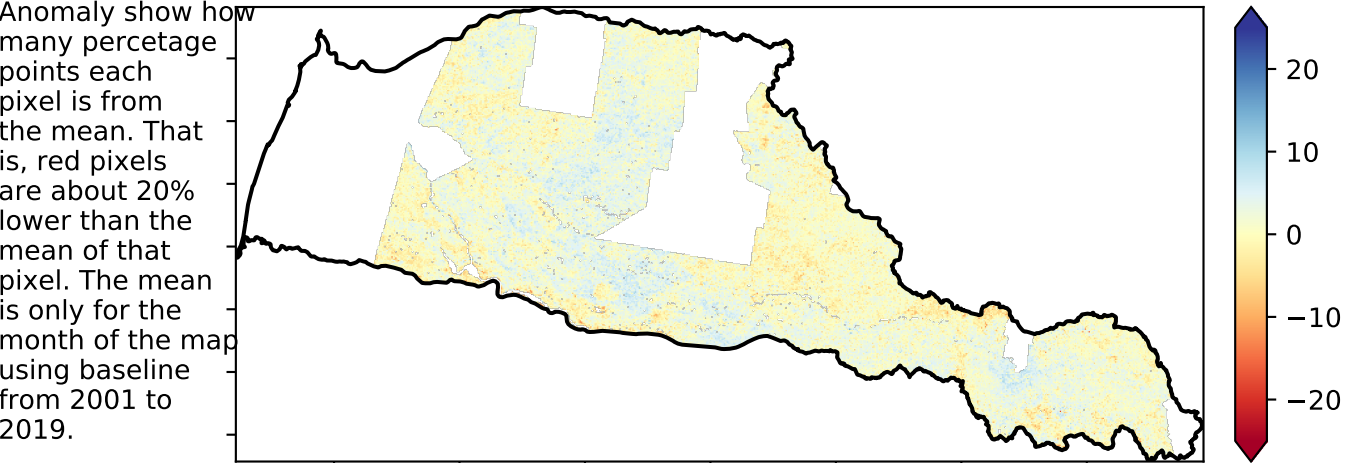 Anomaly show how
many percetage
points each
pixel is from
the mean. That
is, red pixels
are about 20%
lower than the
mean of that
pixel. The mean
is only for the
month of the map
using baseline
from 2001 to
2019.
20
10
0
−10
−20